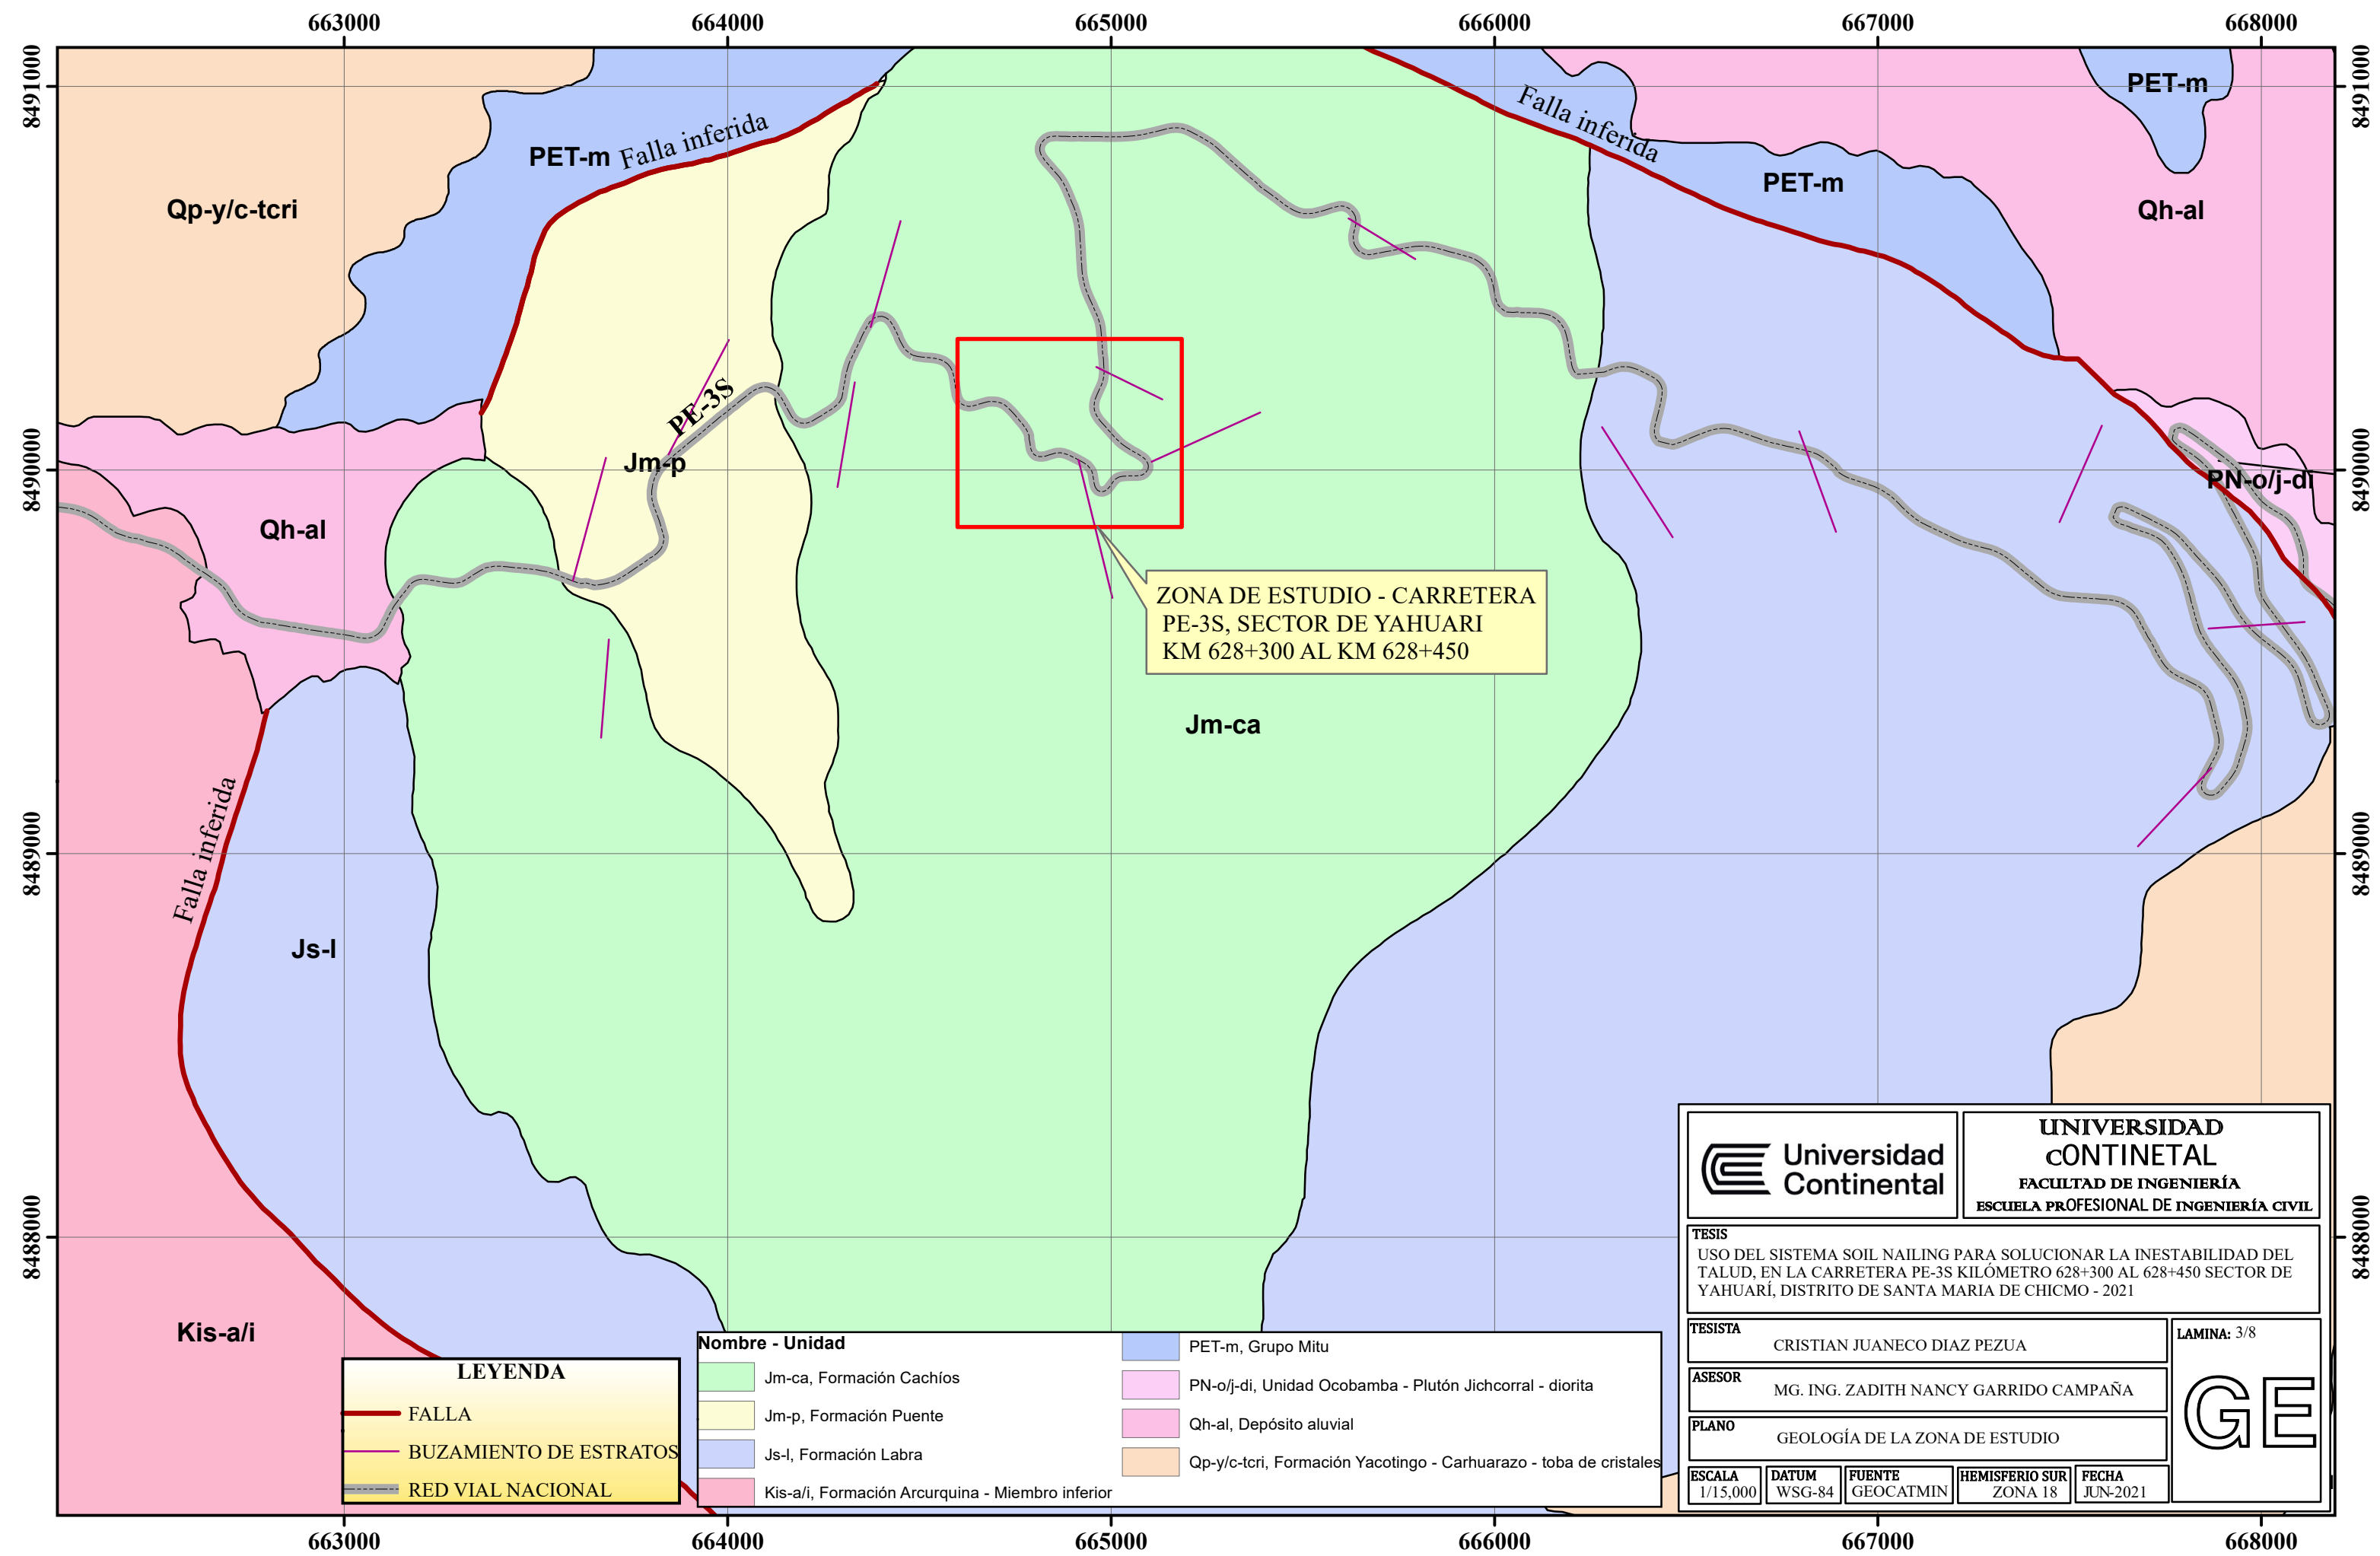 663000 664000 665000 666000 667000 668000
8491000
8491000
PET-m
Falla inferida
Falla inferida
PET-m
PET-m
Qp-y/c-tcri
Qh-al
PE-3S
Jm-p
8490000
8490000
PN-o/j-di
Qh-al
ZONA DE ESTUDIO - CARRETERA
PE-3S, SECTOR DE YAHUARI
KM 628+300 AL KM 628+450
Jm-ca
Falla inferida
8489000
8489000
Js-l
8488000
8488000
Kis-a/i
LEYENDA
FALLA
BUZAMIENTO DE ESTRATOS
RED VIAL NACIONAL
Nombre - Unidad
Jm-ca, Formación Cachíos
Jm-p, Formación Puente
Js-l, Formación Labra
Kis-a/i, Formación Arcurquina - Miembro inferior
PET-m, Grupo Mitu
PN-o/j-di, Unidad Ocobamba - Plutón Jichcorral - diorita
Qh-al, Depósito aluvial
Qp-y/c-tcri, Formación Yacotingo - Carhuarazo - toba de cristales
Universidad
Continental
UNIVERSIDAD
CONTINETAL
FACULTAD DE INGENIERÍA
ESCUELA PROFESIONAL DE INGENIERÍA CIVIL
TESIS
USO DEL SISTEMA SOIL NAILING PARA SOLUCIONAR LA INESTABILIDAD DEL
TALUD, EN LA CARRETERA PE-3S KILÓMETRO 628+300 AL 628+450 SECTOR DE
YAHUARÍ, DISTRITO DE SANTA MARIA DE CHICMO - 2021
TESISTA
CRISTIAN JUANECO DIAZ PEZUA
ASESOR
MG. ING. ZADITH NANCY GARRIDO CAMPAÑA
PLANO
GEOLOGÍA DE LA ZONA DE ESTUDIO
LAMINA: 3/8
GE
ESCALA
1/15,000
DATUM
WSG-84
FUENTE
GEOCATMIN
HEMISFERIO SUR
ZONA 18
FECHA
JUN-2021
663000 664000 665000 666000 667000 668000